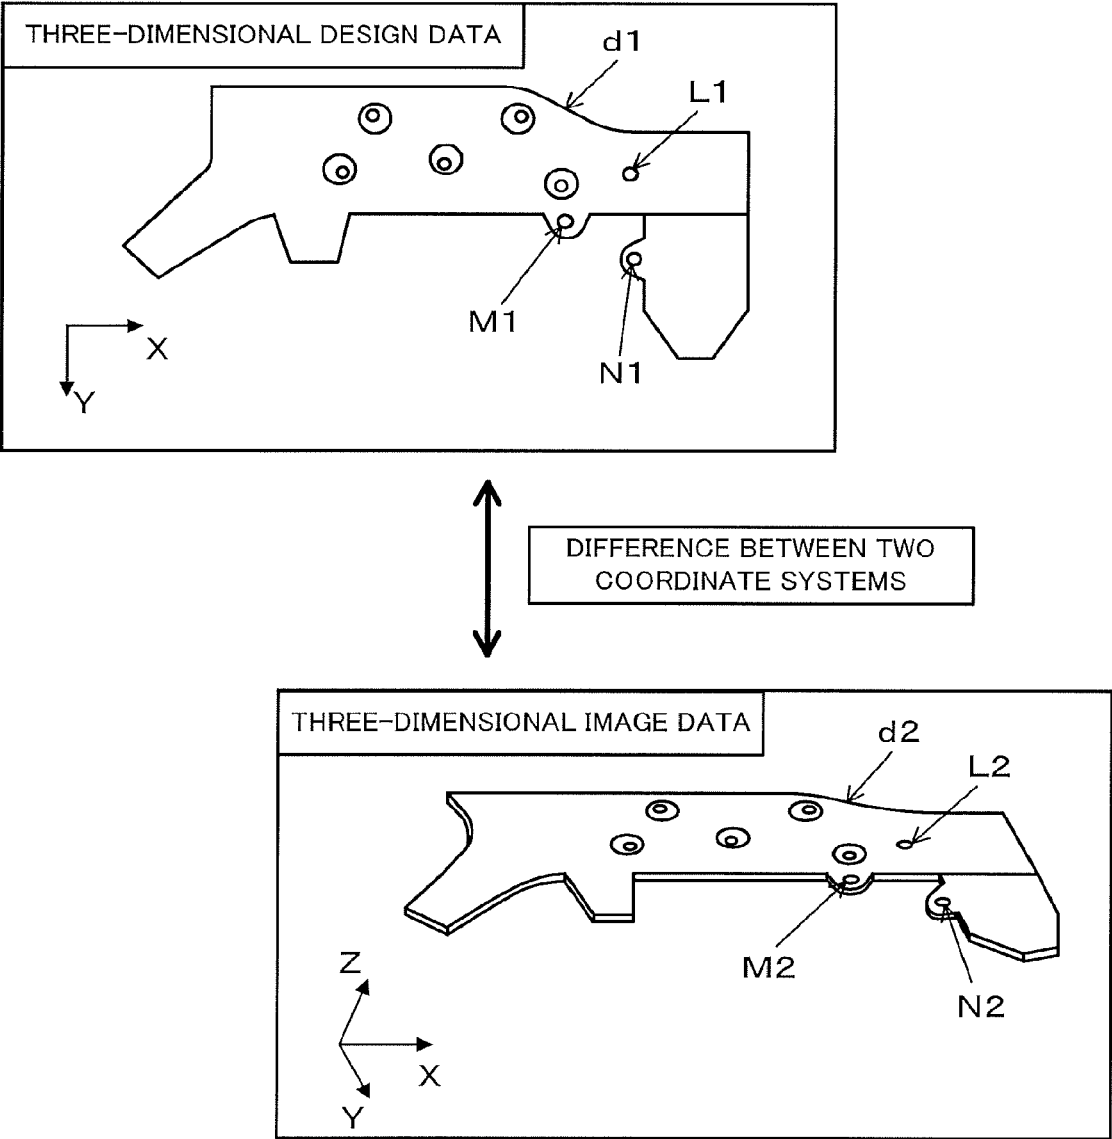 THREE-DIMENSIONAL DESIGN DATA
d1
L1
M1
N1
X
Y
DIFFERENCE BETWEEN TWO
COORDINATE SYSTEMS
THREE-DIMENSIONAL IMAGE DATA
d2
L2
M2
N2
Z
X
Y